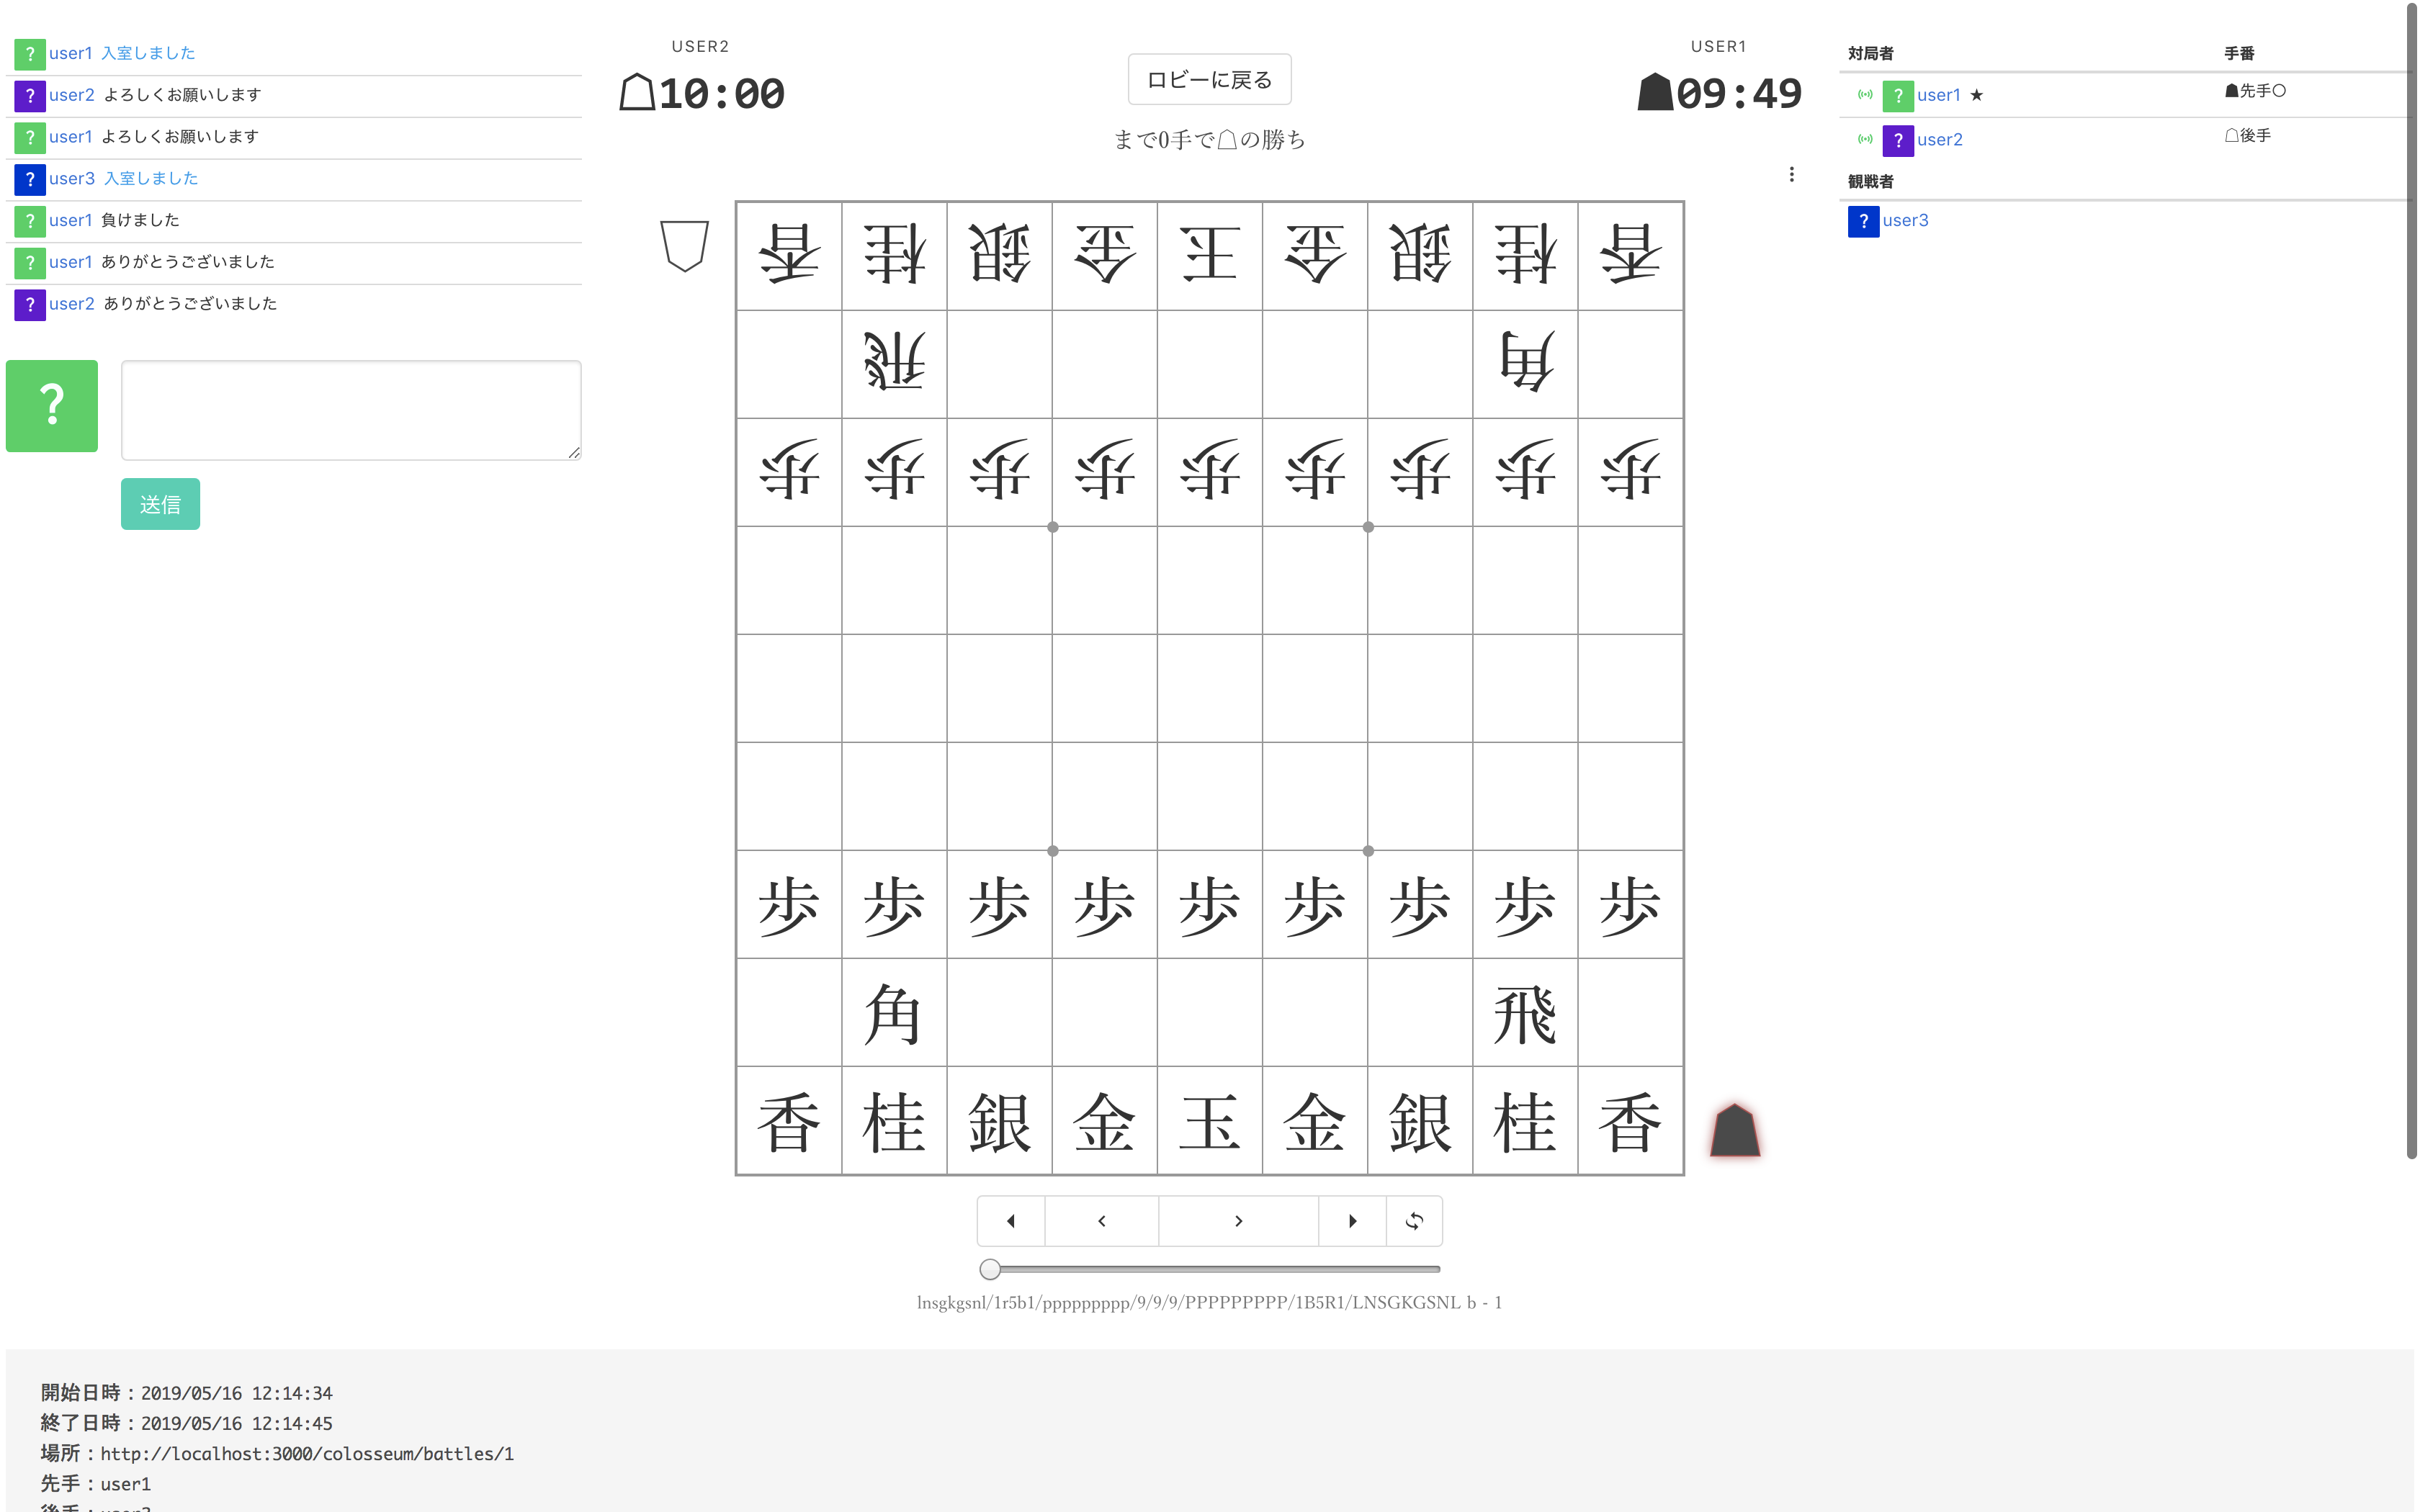 ? user1 入室しました
? user2 よろしくお願いします
? user1 よろしくお願いします
? user3 入室しました
? user1 負けました
? user1 ありがとうございました
? user2 ありがとうございました
?
送信
USER2
☖10:00
ロビーに戻る
まで0手で☖の勝ち
USER1
☗09:49
香 桂 銀 金 王 金 銀 桂 香
飛 角
歩 歩 歩 歩 歩 歩 歩 歩 歩
歩 歩 歩 歩 歩 歩 歩 歩 歩
角 飛
香 桂 銀 金 玉 金 銀 桂 香
lnsgkgsnl/1r5b1/ppppppppp/9/9/9/PPPPPPPPP/1B5R1/LNSGKGSNL b - 1
対局者 手番
? user1 ★ ☗先手○
? user2 ☖後手
観戦者
? user3
開始日時：2019/05/16 12:14:34
終了日時：2019/05/16 12:14:45
場所：http://localhost:3000/colosseum/battles/1
先手：user1